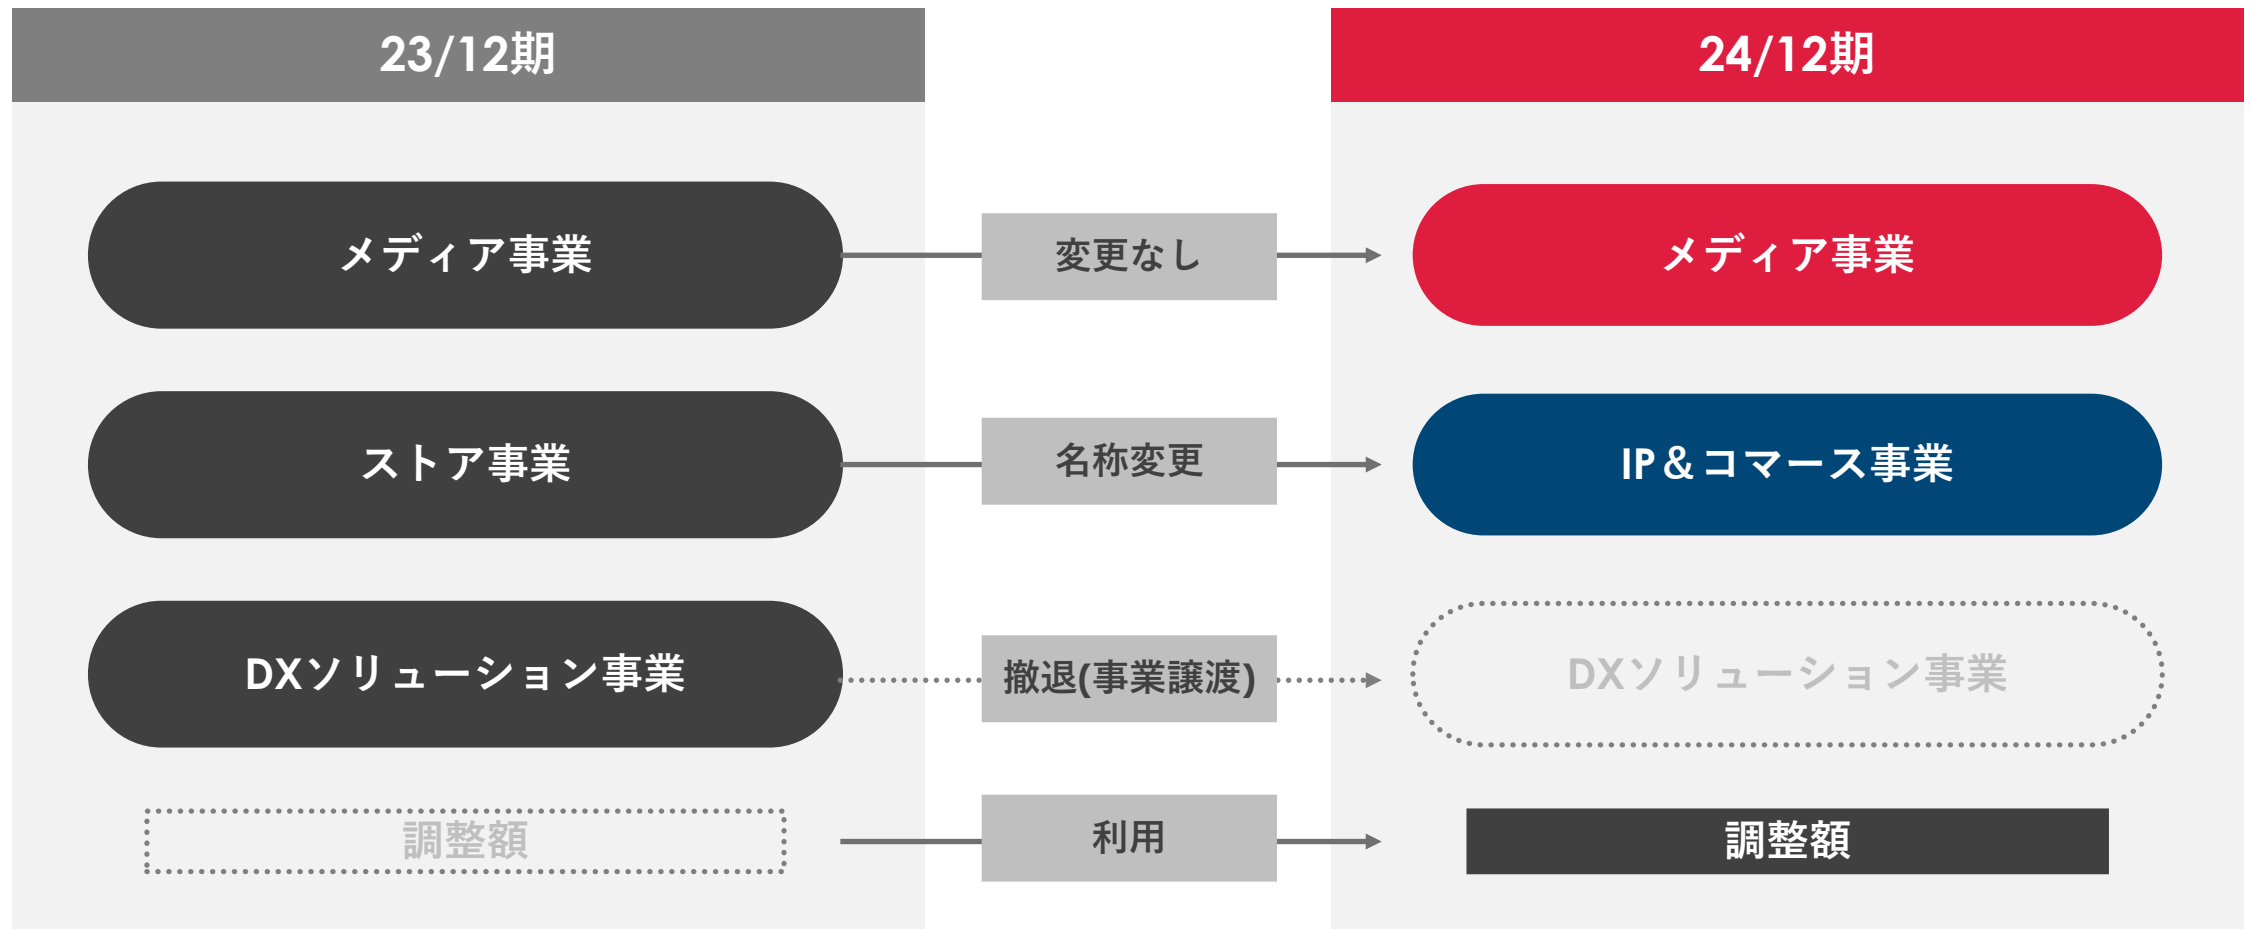 23/12期
24/12期
メディア事業
変更なし
メディア事業
ストア事業
名称変更
IP＆コマース事業
DXソリューション事業
撤退(事業譲渡)
DXソリューション事業
調整額
利用
調整額